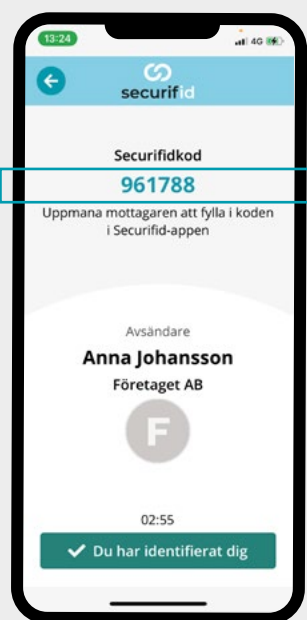 13:24
4G
securifid
Securifidkod
961788
Uppmana mottagaren att fylla i koden
i Securifid-appen
Avsändare
Anna Johansson
Företaget AB
F
02:55
Du har identifierat dig